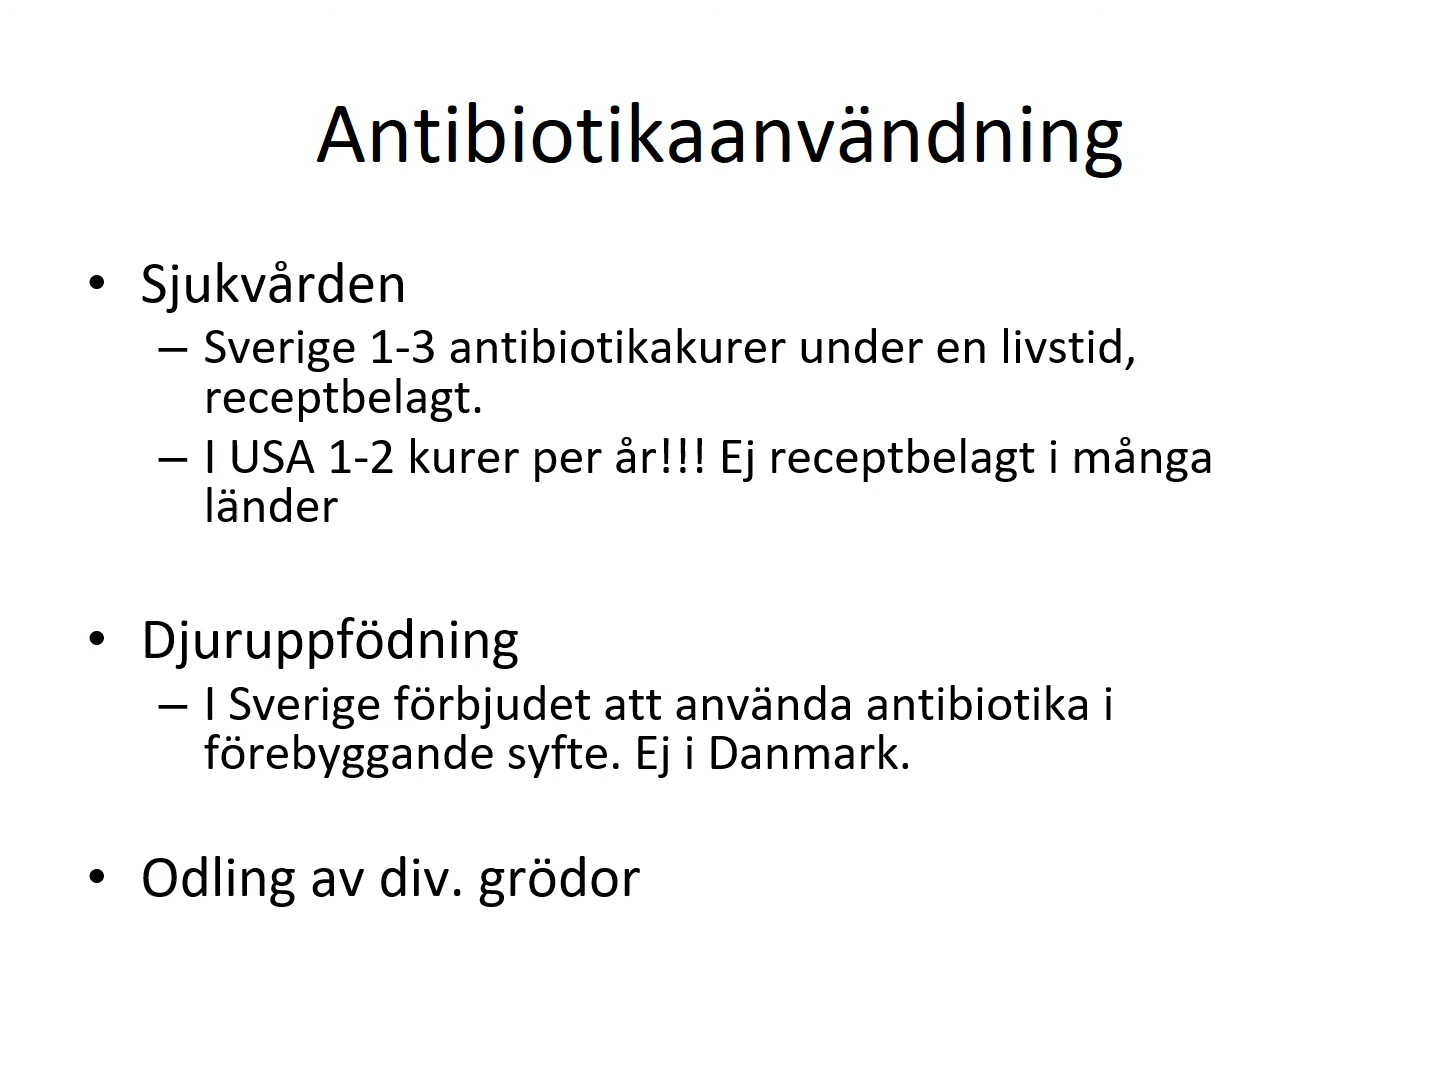 Antibiotikaanvändning
• Sjukvården
– Sverige 1-3 antibiotikakurer under en livstid,
receptbelagt.
– I USA 1-2 kurer per år!!! Ej receptbelagt i många
länder
• Djuruppfödning
– I Sverige förbjudet att använda antibiotika i
förebyggande syfte. Ej i Danmark.
• Odling av div. grödor